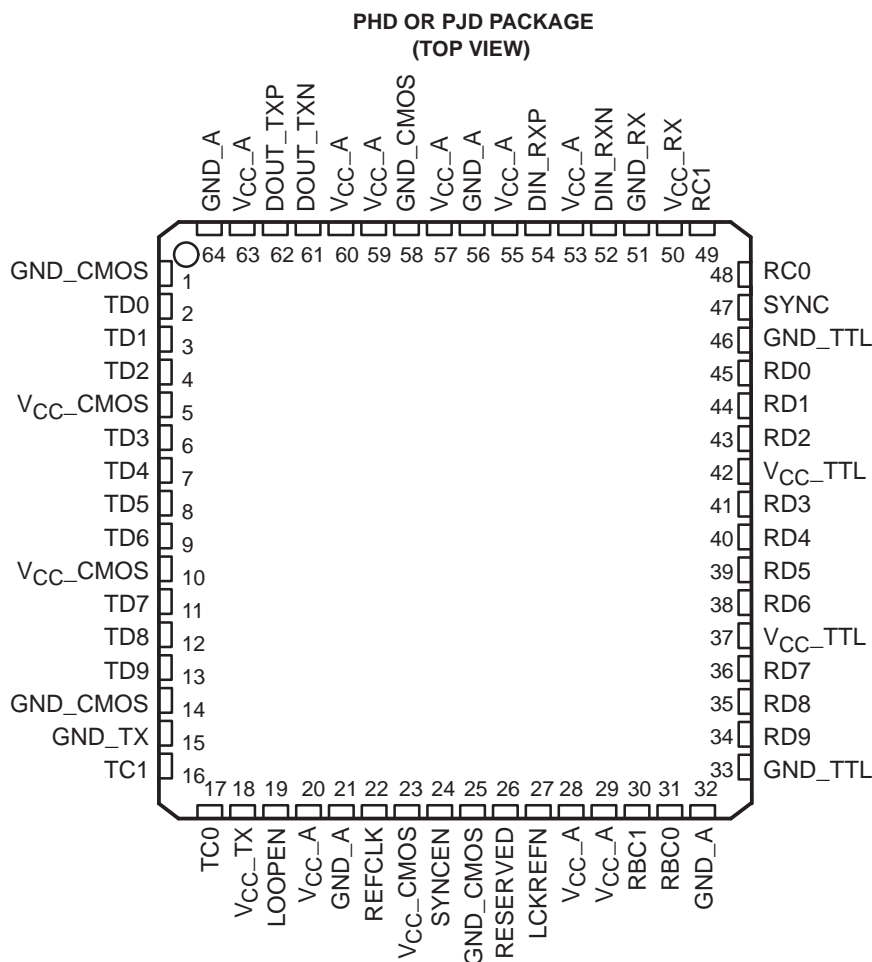 PHD OR PJD PACKAGE
(TOP VIEW)
GND_A
VCC_A
DOUT_TXP
DOUT_TXN
VCC_A
VCC_A
GND_CMOS
VCC_A
GND_A
VCC_A
DIN_RXP
VCC_A
DIN_RXN
GND_RX
VCC_RX
RC1
64 63 62 61 60 59 58 57 56 55 54 53 52 51 50 49
GND_CMOS 1
TD0 2
TD1 3
TD2 4
VCC_CMOS 5
TD3 6
TD4 7
TD5 8
TD6 9
VCC_CMOS 10
TD7 11
TD8 12
TD9 13
GND_CMOS 14
GND_TX 15
TC1 16
48 RC0
47 SYNC
46 GND_TTL
45 RD0
44 RD1
43 RD2
42 VCC_TTL
41 RD3
40 RD4
39 RD5
38 RD6
37 VCC_TTL
36 RD7
35 RD8
34 RD9
33 GND_TTL
17 18 19 20 21 22 23 24 25 26 27 28 29 30 31 32
TC0
VCC_TX
LOOPEN
VCC_A
GND_A
REFCLK
VCC_CMOS
SYNCEN
GND_CMOS
RESERVED
LCKREFN
VCC_A
VCC_A
RBC1
RBC0
GND_A